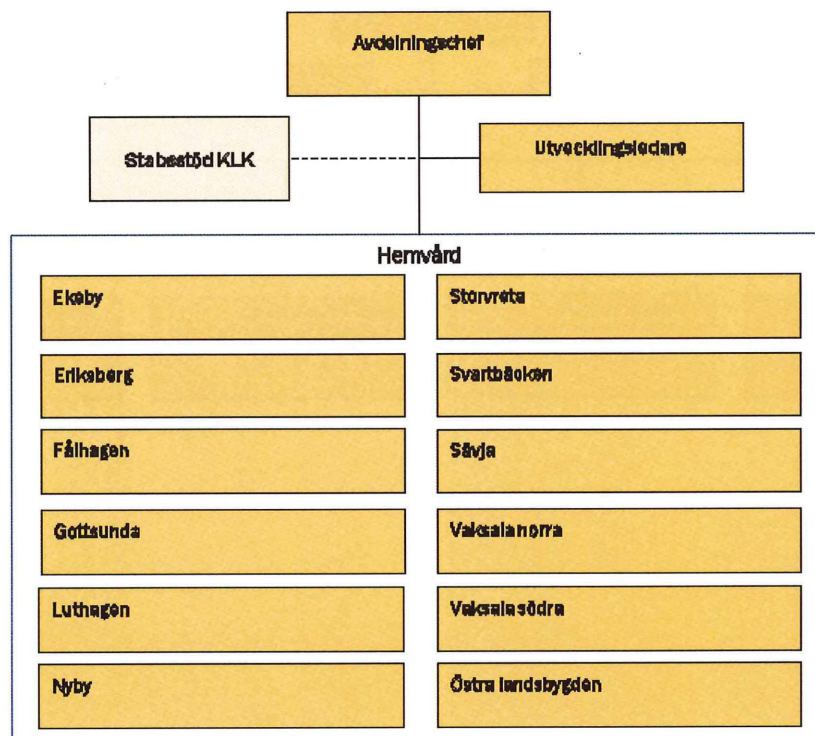 Avdelningschef
Stabsstöd KLK
Utvecklingsledare
Hemvård
Ekeby
Storvreta
Eriksberg
Svartbäcken
Fålhagen
Sävja
Gottsunda
Vaksala norra
Luthagen
Vaksala södra
Nyby
Östra landsbygden